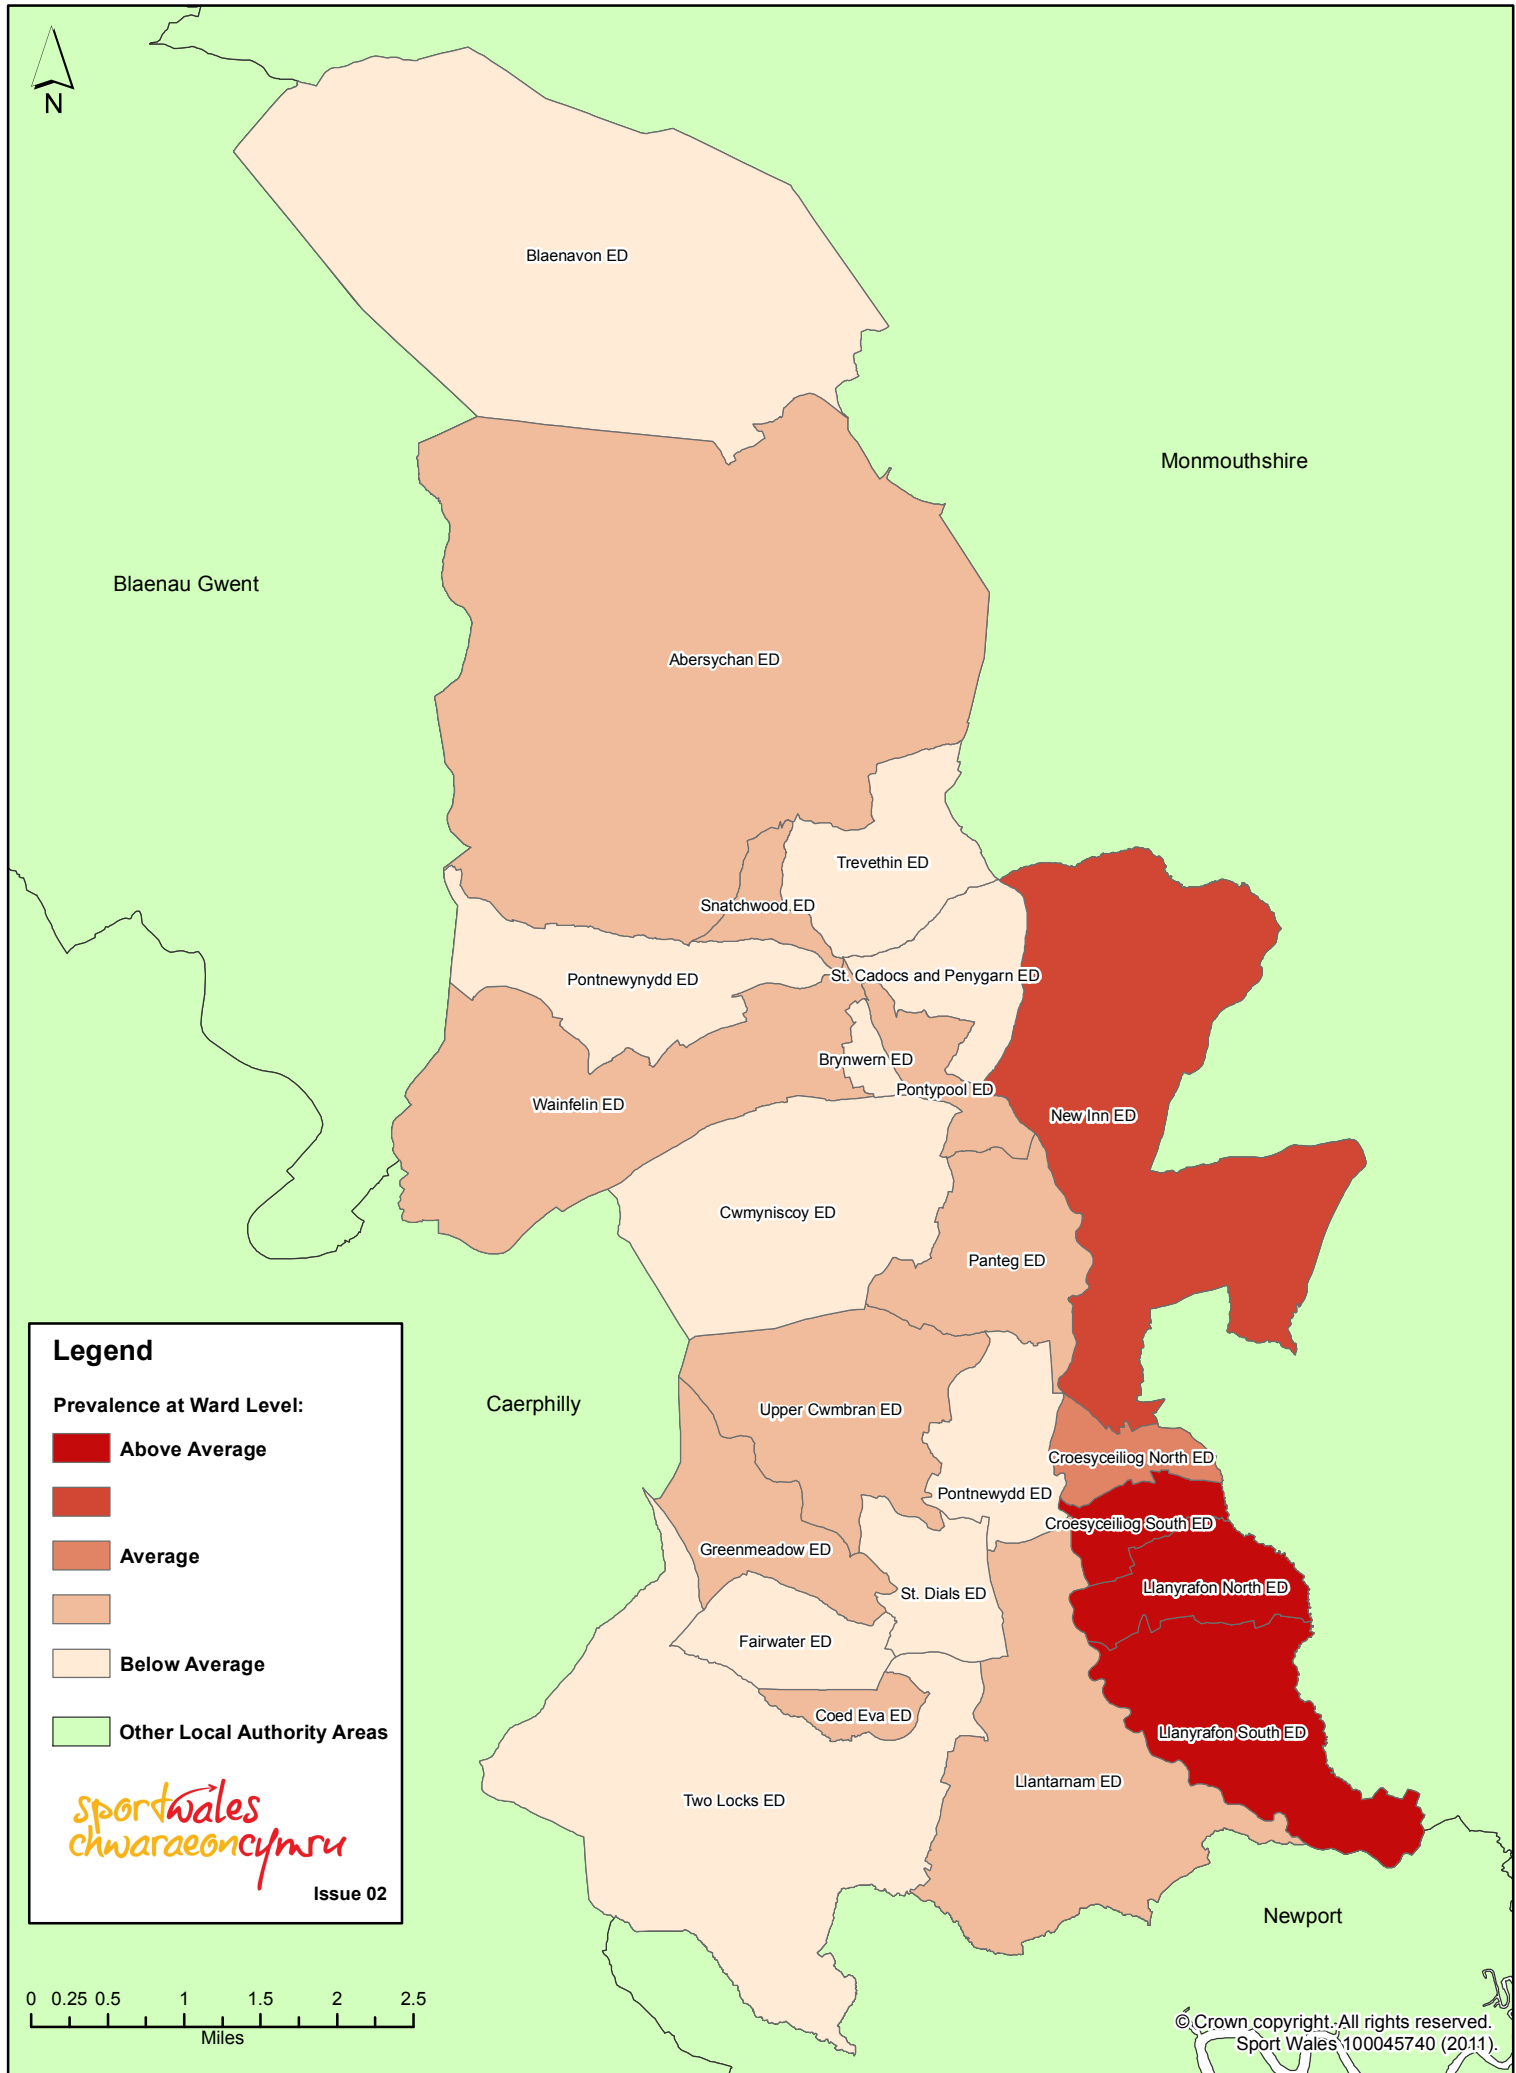 N
Blaenavon ED
Monmouthshire
Blaenau Gwent
Abersychan ED
Trevethin ED
Snatchwood ED
St. Cadocs and Penygarn ED
Pontnewynydd ED
Brynwern ED
Pontypool ED
Wainfelin ED
New Inn ED
Cwmyniscoy ED
Panteg ED
Caerphilly
Upper Cwmbran ED
Croesyceiliog North ED
Pontnewydd ED
Croesyceiliog South ED
Greenmeadow ED
Llanyrafon North ED
St. Dials ED
Fairwater ED
Coed Eva ED
Llanyrafon South ED
Llantarnam ED
Two Locks ED
Newport
Legend
Prevalence at Ward Level:
Above Average
Average
Below Average
Other Local Authority Areas
sportwales
chwaraeoncymru
Issue 02
0 0.25 0.5 1 1.5 2 2.5
Miles
© Crown copyright. All rights reserved.
Sport Wales 100045740 (2011).